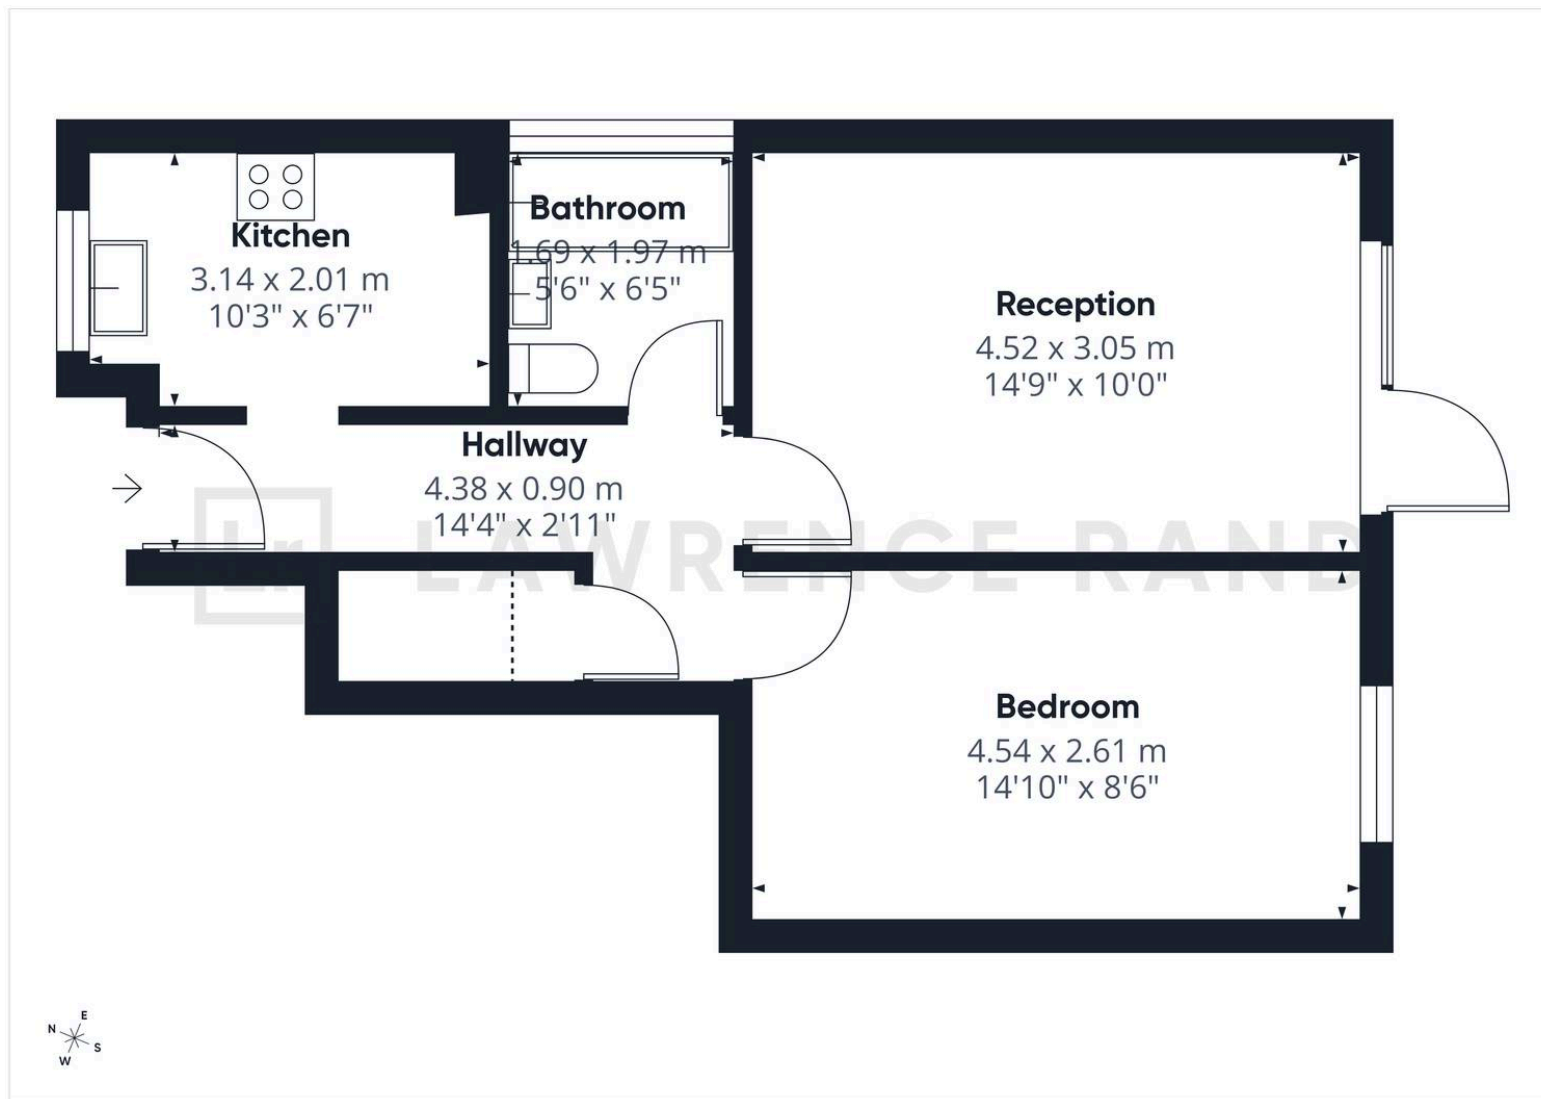 Kitchen
3.14 x 2.01 m
10'3" x 6'7"
Bathroom
1.69 x 1.97 m
5'6" x 6'5"
Reception
4.52 x 3.05 m
14'9" x 10'0"
Hallway
4.38 x 0.90 m
14'4" x 2'11"
Lr LAWRENCE RAND
Bedroom
4.54 x 2.61 m
14'10" x 8'6"
E
N
S
W